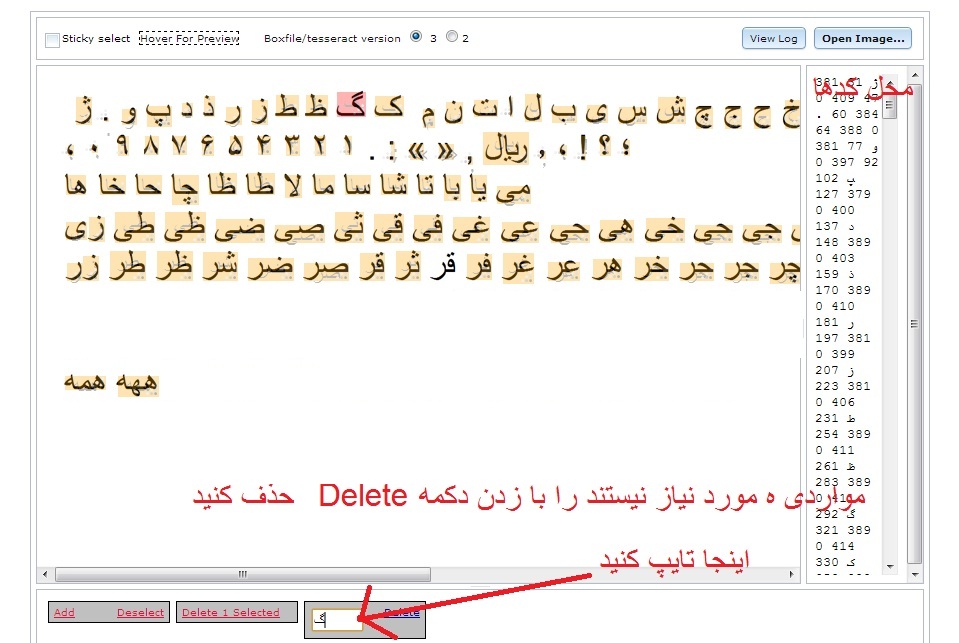 Sticky select Hover For Preview Boxfile/tesseract version 3 2 View Log Open Image...
خ ح ج چ ش س ی ب ل ا ت ن م ک گ ظ ط ز ر ذ د پ و . ژ
؛ ؟ ! ، , ریال , « » : . ۱ ۲ ۳ ۴ ۵ ۶ ۷ ۸ ۹ ۰ ،
می یا با تا شا سا ما لا طا ظا چا حا خا ها
جی حی خی هی جی عی غی فی قی ثی صی ضی ظی طی زی
چر جر حر خر هر عر غر فر قر ثر قر صر ضر شر ظر طر زر
ههه همه
محل کدها
0 409 47
. 60 384
64 388 0
و 77 381
92 397 0
پ 102
127 379
0 400
د 137
148 389
0 403
ذ 159
170 389
0 410
ر 181
197 381
0 399
ز 207
223 381
0 406
ط 231
254 389
0 411
ظ 261
283 389
گ 292
321 389
0 414
ک 330
مواردی ه مورد نیاز نیستند را با زدن دکمه Delete حذف کنید
اینجا تایپ کنید
Add Deselect Delete 1 Selected گ Delete